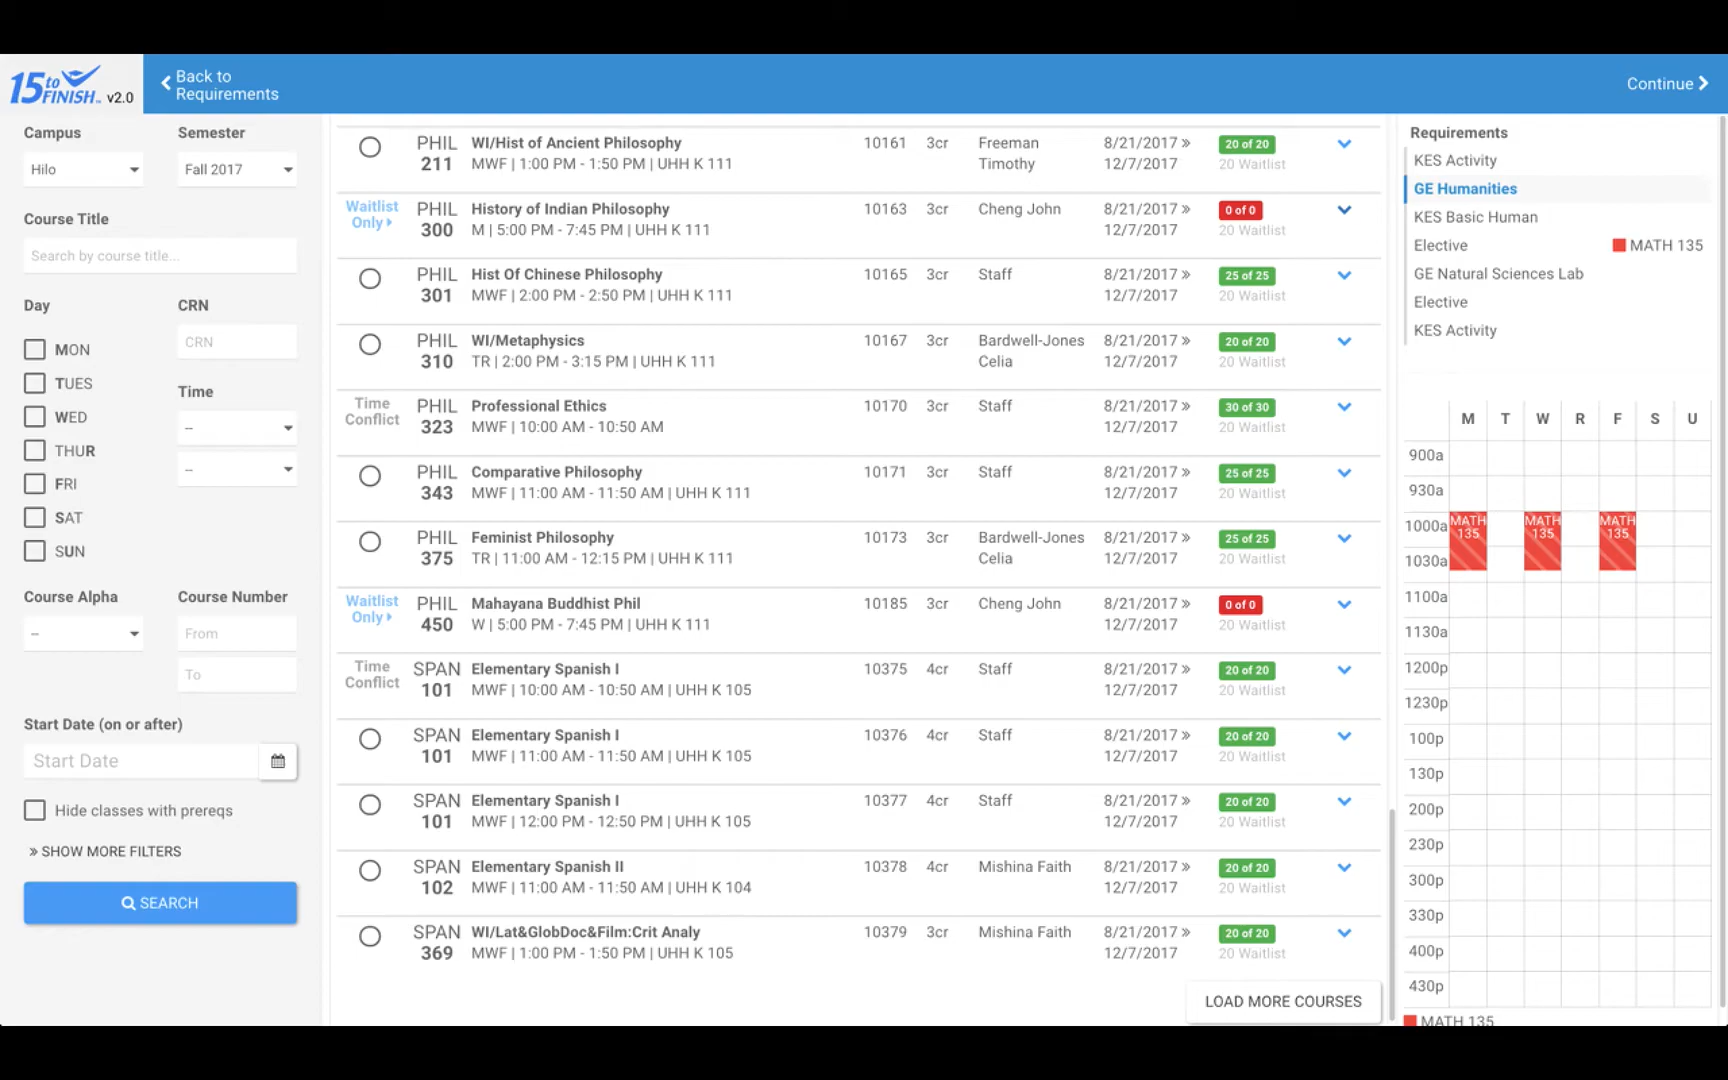 15 to FINISH v2.0
Back to
Requirements
Continue
Campus
Semester
Hilo
Fall 2017
Course Title
Search by course title...
Day
CRN
MON
CRN
TUES
Time
WED
--
THUR
--
FRI
SAT
SUN
Course Alpha
Course Number
--
From
To
Start Date (on or after)
Start Date
Hide classes with prereqs
» SHOW MORE FILTERS
SEARCH
PHIL 211 WI/Hist of Ancient Philosophy 10161 3cr Freeman Timothy 8/21/2017 » 12/7/2017 20 of 20
MWF | 1:00 PM - 1:50 PM | UHH K 111 20 Waitlist
Waitlist Only PHIL 300 History of Indian Philosophy 10163 3cr Cheng John 8/21/2017 » 12/7/2017 0 of 0
M | 5:00 PM - 7:45 PM | UHH K 111 20 Waitlist
PHIL 301 Hist Of Chinese Philosophy 10165 3cr Staff 8/21/2017 » 12/7/2017 25 of 25
MWF | 2:00 PM - 2:50 PM | UHH K 111 20 Waitlist
PHIL 310 WI/Metaphysics 10167 3cr Bardwell-Jones Celia 8/21/2017 » 12/7/2017 20 of 20
TR | 2:00 PM - 3:15 PM | UHH K 111 20 Waitlist
Time Conflict PHIL 323 Professional Ethics 10170 3cr Staff 8/21/2017 » 12/7/2017 30 of 30
MWF | 10:00 AM - 10:50 AM 20 Waitlist
PHIL 343 Comparative Philosophy 10171 3cr Staff 8/21/2017 » 12/7/2017 25 of 25
MWF | 11:00 AM - 11:50 AM | UHH K 111 20 Waitlist
PHIL 375 Feminist Philosophy 10173 3cr Bardwell-Jones Celia 8/21/2017 » 12/7/2017 25 of 25
TR | 11:00 AM - 12:15 PM | UHH K 111 20 Waitlist
Waitlist Only PHIL 450 Mahayana Buddhist Phil 10185 3cr Cheng John 8/21/2017 » 12/7/2017 0 of 0
W | 5:00 PM - 7:45 PM | UHH K 111 20 Waitlist
Time Conflict SPAN 101 Elementary Spanish I 10375 4cr Staff 8/21/2017 » 12/7/2017 20 of 20
MWF | 10:00 AM - 10:50 AM | UHH K 105 20 Waitlist
SPAN 101 Elementary Spanish I 10376 4cr Staff 8/21/2017 » 12/7/2017 20 of 20
MWF | 11:00 AM - 11:50 AM | UHH K 105 20 Waitlist
SPAN 101 Elementary Spanish I 10377 4cr Staff 8/21/2017 » 12/7/2017 20 of 20
MWF | 12:00 PM - 12:50 PM | UHH K 105 20 Waitlist
SPAN 102 Elementary Spanish II 10378 4cr Mishina Faith 8/21/2017 » 12/7/2017 20 of 20
MWF | 11:00 AM - 11:50 AM | UHH K 104 20 Waitlist
SPAN 369 WI/Lat&GlobDoc&Film:Crit Analy 10379 3cr Mishina Faith 8/21/2017 » 12/7/2017 20 of 20
MWF | 1:00 PM - 1:50 PM | UHH K 105 20 Waitlist
LOAD MORE COURSES
Requirements
KES Activity
GE Humanities
KES Basic Human
Elective MATH 135
GE Natural Sciences Lab
Elective
KES Activity
M T W R F S U
900a
930a
1000a MATH 135 MATH 135 MATH 135
1030a
1100a
1130a
1200p
1230p
100p
130p
200p
230p
300p
330p
400p
430p
MATH 135